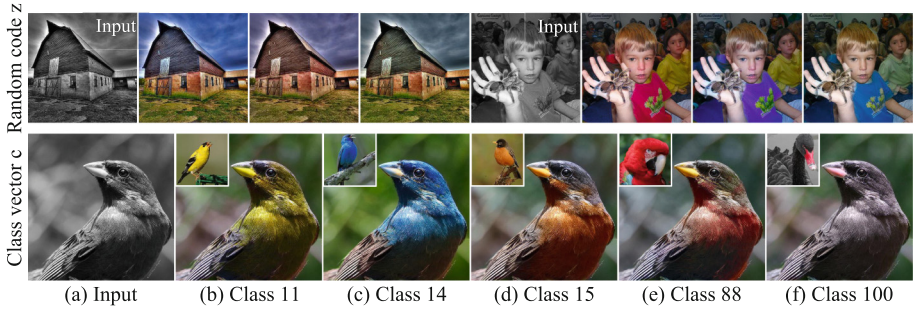 Random code z
Input
Input
Class vector c
(a) Input
(b) Class 11
(c) Class 14
(d) Class 15
(e) Class 88
(f) Class 100